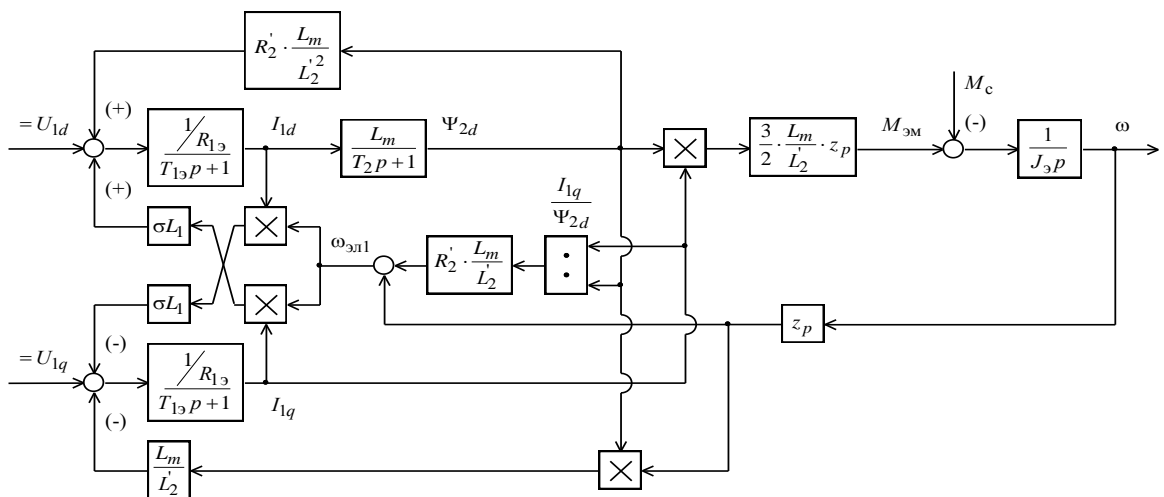 R₂' · L_m / L₂'²
= U₁d
(+)
1/R₁э / (T₁э p + 1)
I₁d
L_m / (T₂ p + 1)
Ψ₂d
3/2 · L_m / L₂' · z_p
M_эм
M_с
(-)
1 / (J_э p)
ω
(+)
σL₁
ω_эл1
R₂' · L_m / L₂'
I₁q / Ψ₂d
σL₁
z_p
(-)
= U₁q
1/R₁э / (T₁э p + 1)
I₁q
(-)
L_m / L₂'